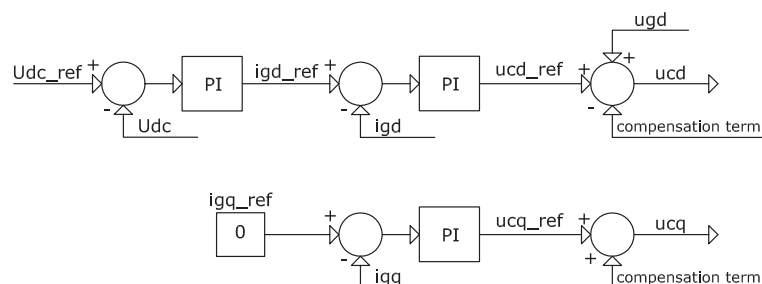 ugd
Udc_ref
+
-
Udc
PI
igd_ref
+
-
igd
PI
ucd_ref
+
+
-
ucd
compensation term
igq_ref
0
+
-
igq
PI
ucq_ref
+
+
ucq
compensation term